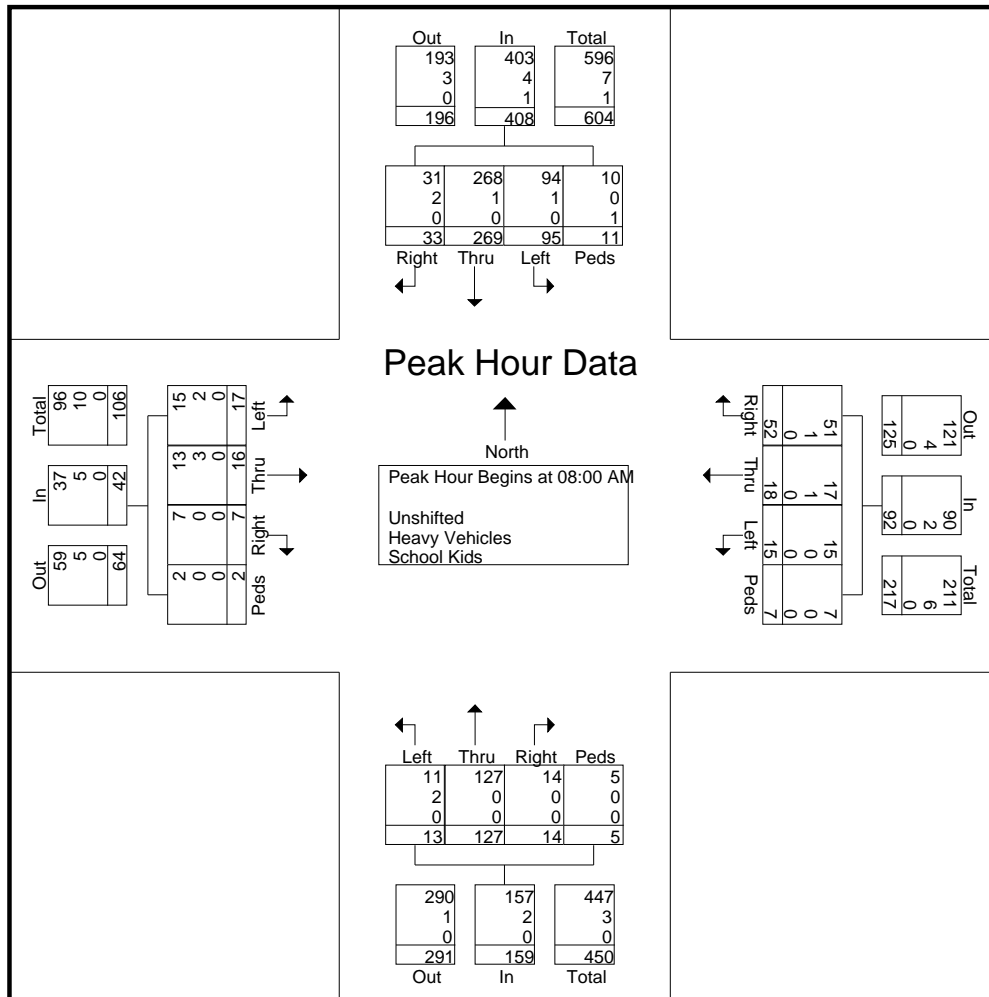 Out In Total
193 403 596
3 4 7
0 1 1
196 408 604
31 268 94 10
2 1 1 0
0 0 0 1
33 269 95 11
Right Thru Left Peds
Peak Hour Data
North
Peak Hour Begins at 08:00 AM
Unshifted
Heavy Vehicles
School Kids
Total
96 10 0 106
In
37 5 0 42
Out
59 5 0 64
15 2 0 17
Left
13 3 0 16
Thru
7 0 0 7
Right
2 0 0 2
Peds
Right
51 1 0 52
Thru
17 1 0 18
Left
15 0 0 15
Peds
7 0 0 7
Out
121 4 0 125
In
90 2 0 92
Total
211 6 0 217
Left Thru Right Peds
11 127 14 5
2 0 0 0
0 0 0 0
13 127 14 5
290 157 447
1 2 3
0 0 0
291 159 450
Out In Total